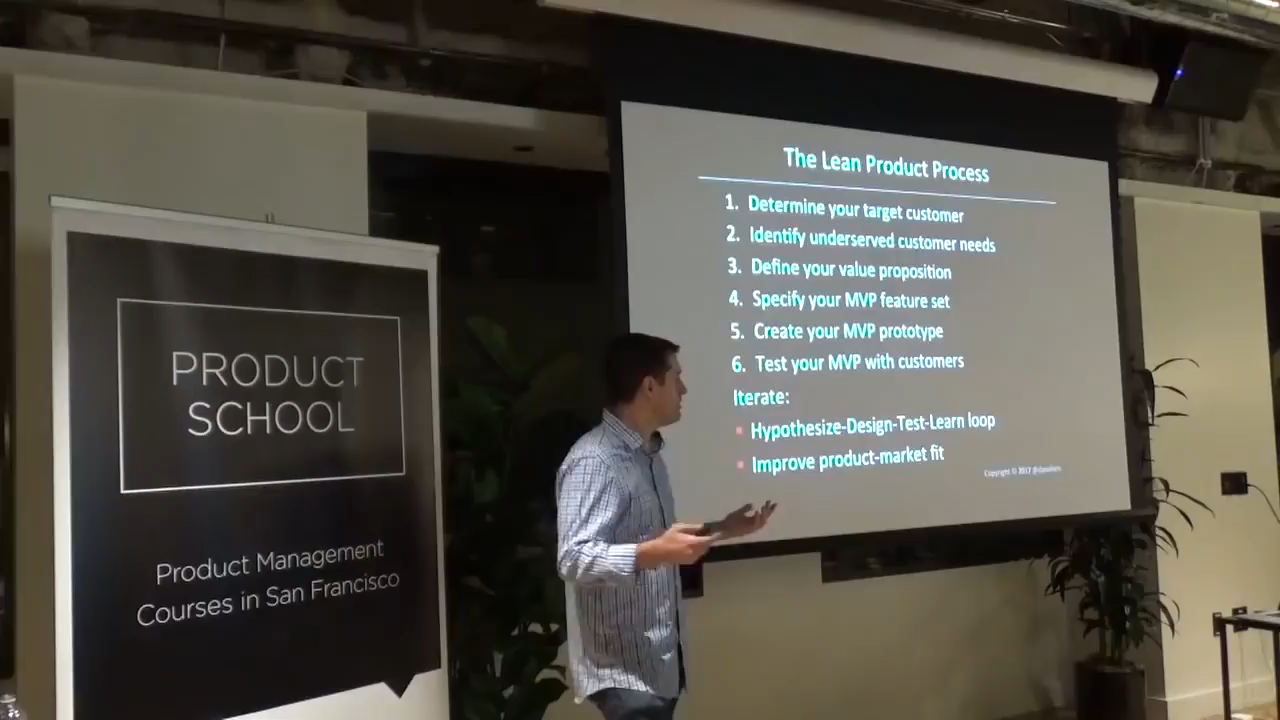 PRODUCT
SCHOOL
Product Management
Courses in San Francisco
The Lean Product Process
1. Determine your target customer
2. Identify underserved customer needs
3. Define your value proposition
4. Specify your MVP feature set
5. Create your MVP prototype
6. Test your MVP with customers
Iterate:
Hypothesize-Design-Test-Learn loop
Improve product-market fit
Copyright © 2017